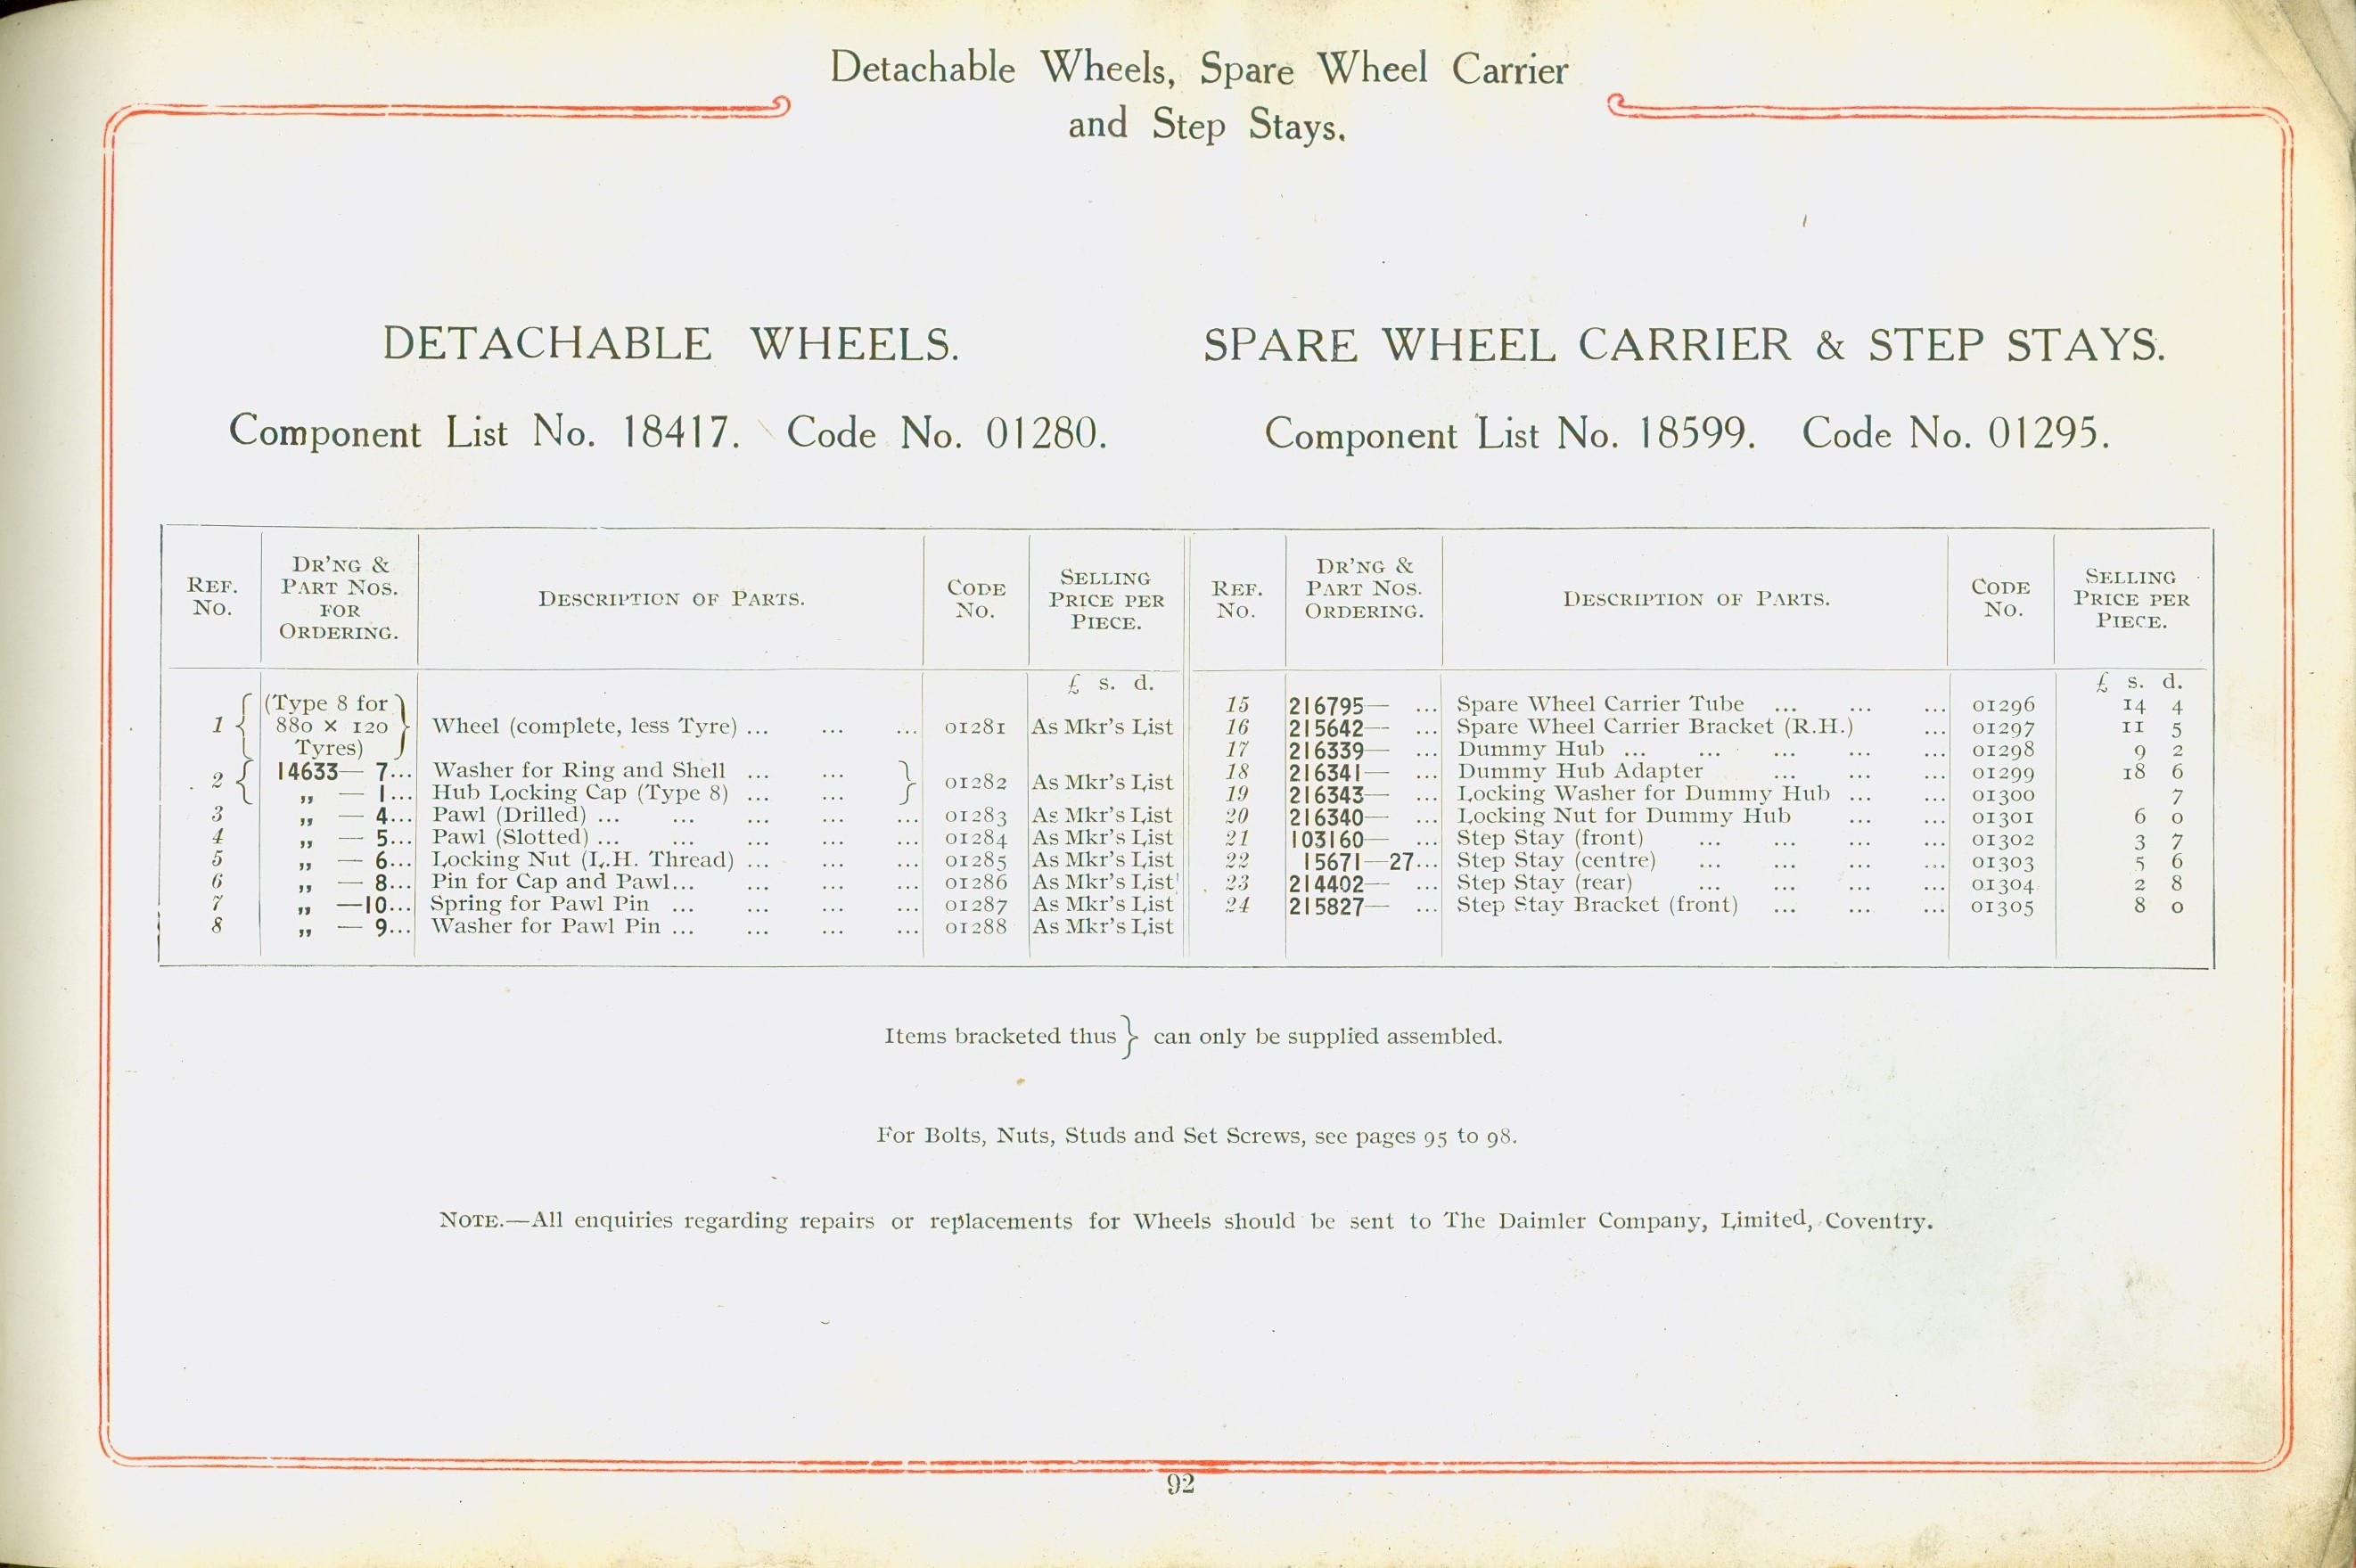 Detachable Wheels, Spare Wheel Carrier
and Step Stays.
DETACHABLE WHEELS.
Component List No. 18417. Code No. 01280.
REF. No. DR'NG & PART NOS. FOR ORDERING. DESCRIPTION OF PARTS. CODE No. SELLING PRICE PER PIECE.
£ s. d.
1 { (Type 8 for 880 × 120 Tyres) } Wheel (complete, less Tyre) ... ... ... 01281 As Mkr's List
2 { 14633— 7... Washer for Ring and Shell ... ... } 01282 As Mkr's List
„ — 1... Hub Locking Cap (Type 8) ... ...
3 „ — 4... Pawl (Drilled) ... ... ... ... ... 01283 As Mkr's List
4 „ — 5... Pawl (Slotted) ... ... ... ... ... 01284 As Mkr's List
5 „ — 6... Locking Nut (L.H. Thread) ... ... ... 01285 As Mkr's List
6 „ — 8... Pin for Cap and Pawl... ... ... ... 01286 As Mkr's List
7 „ —10... Spring for Pawl Pin ... ... ... ... 01287 As Mkr's List
8 „ — 9... Washer for Pawl Pin ... ... ... ... 01288 As Mkr's List
SPARE WHEEL CARRIER & STEP STAYS.
Component List No. 18599. Code No. 01295.
REF. No. DR'NG & PART NOS. ORDERING. DESCRIPTION OF PARTS. CODE No. SELLING PRICE PER PIECE.
£ s. d.
15 216795— ... Spare Wheel Carrier Tube ... ... ... 01296 14 4
16 215642— ... Spare Wheel Carrier Bracket (R.H.) ... 01297 11 5
17 216339— ... Dummy Hub ... ... ... ... ... 01298 9 2
18 216341— ... Dummy Hub Adapter ... ... ... 01299 18 6
19 216343— ... Locking Washer for Dummy Hub ... ... 01300 7
20 216340— ... Locking Nut for Dummy Hub ... ... 01301 6 0
21 103160— ... Step Stay (front) ... ... ... ... 01302 3 7
22 15671—27... Step Stay (centre) ... ... ... ... 01303 5 6
23 214402— ... Step Stay (rear) ... ... ... ... 01304 2 8
24 215827— ... Step Stay Bracket (front) ... ... ... 01305 8 0
Items bracketed thus } can only be supplied assembled.
For Bolts, Nuts, Studs and Set Screws, see pages 95 to 98.
NOTE.—All enquiries regarding repairs or replacements for Wheels should be sent to The Daimler Company, Limited, Coventry.
92